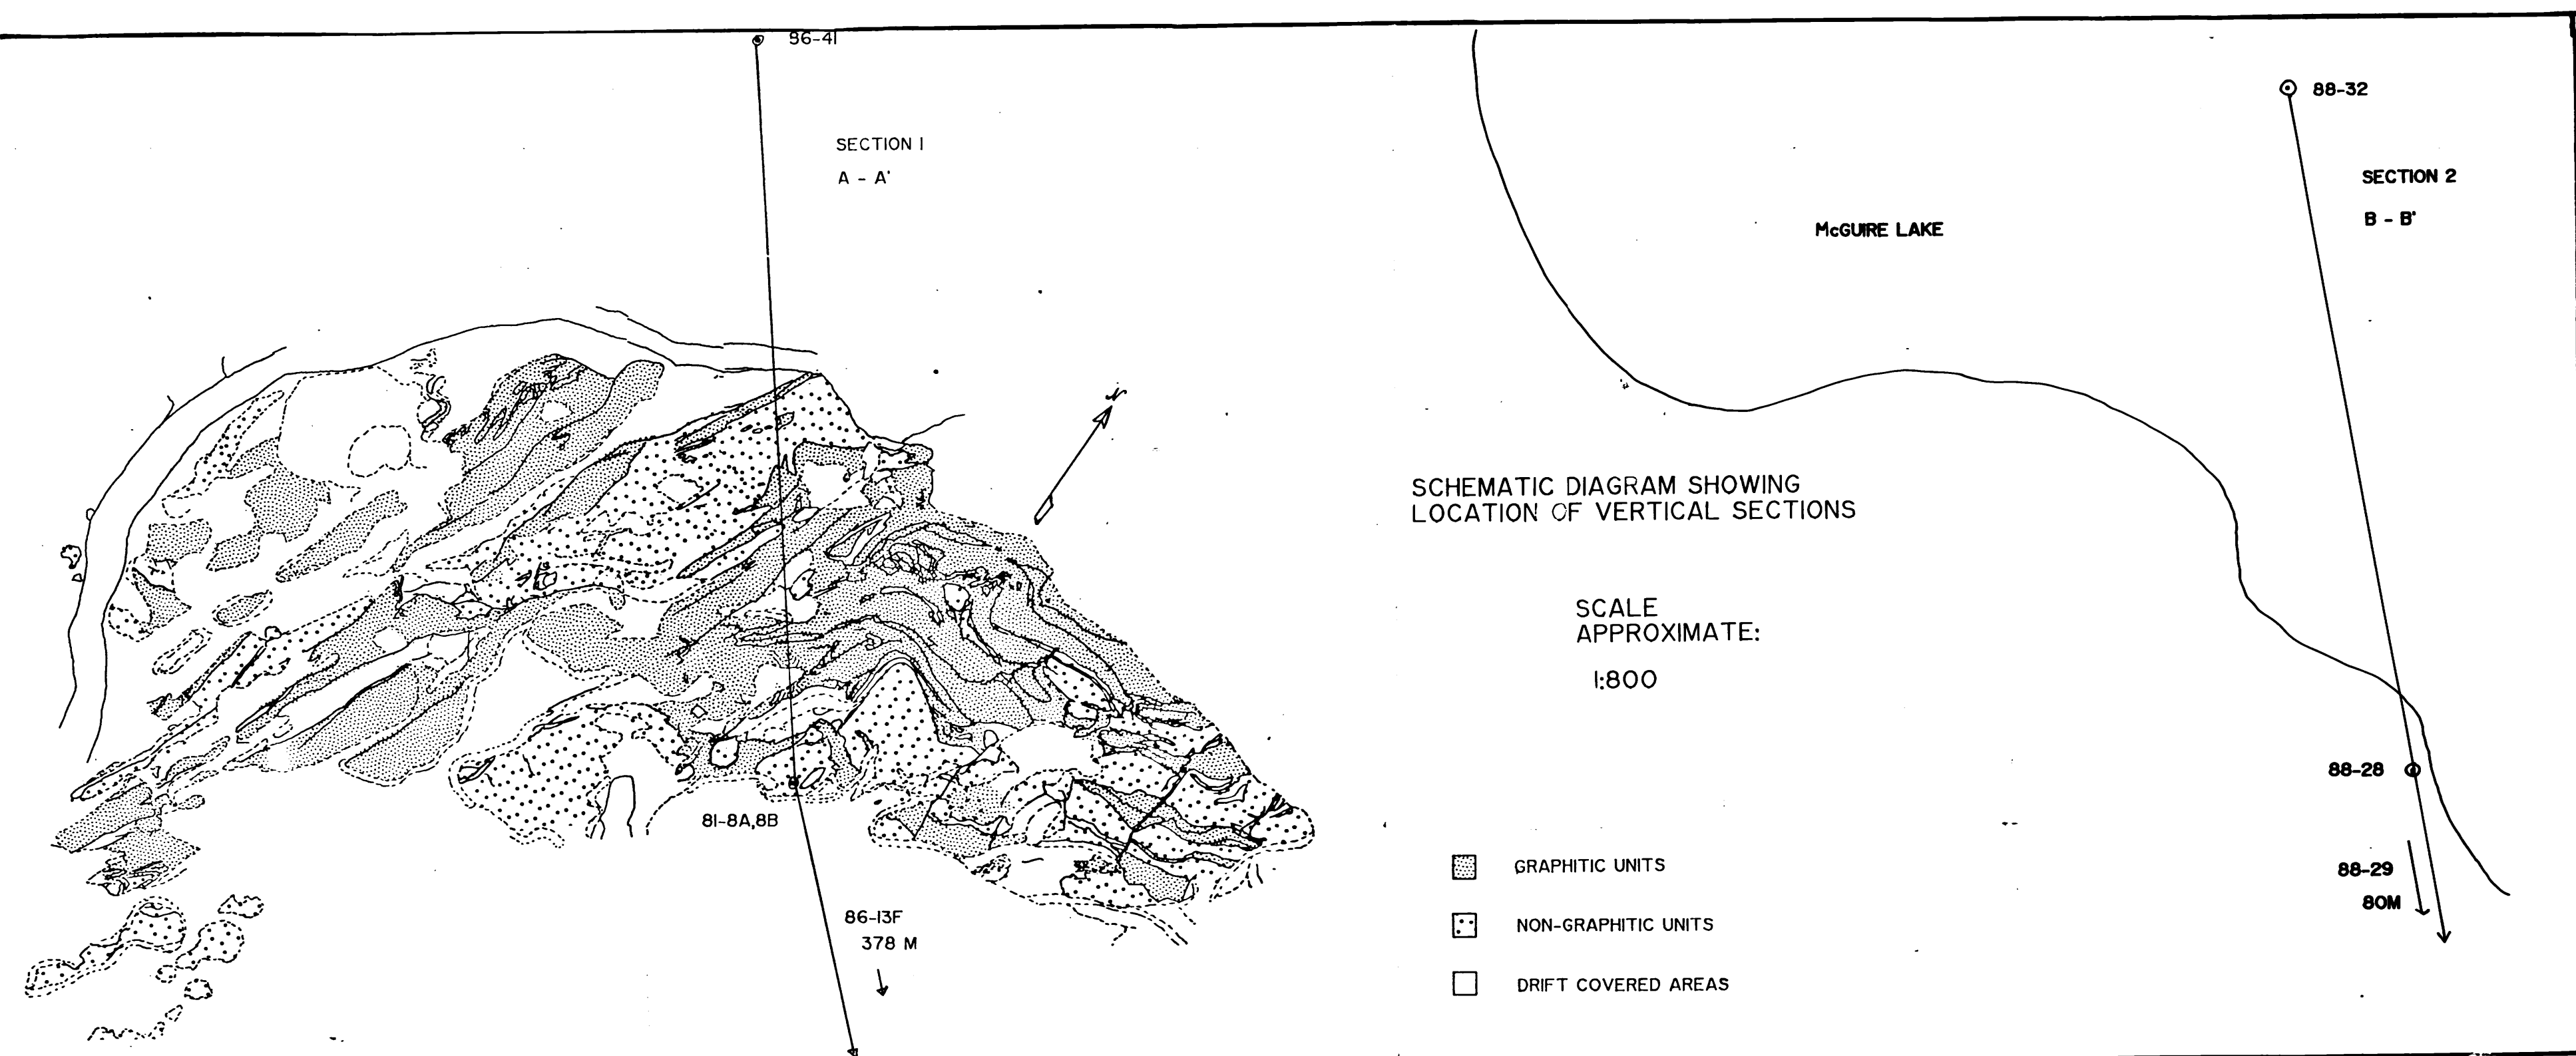 96-41
SECTION 1
A - A'
88-32
SECTION 2
B - B'
McGUIRE LAKE
N
SCHEMATIC DIAGRAM SHOWING
LOCATION OF VERTICAL SECTIONS
SCALE
APPROXIMATE:
1:800
81-8A,8B
86-13F
378 M
88-28
88-29
80M
GRAPHITIC UNITS
NON-GRAPHITIC UNITS
DRIFT COVERED AREAS